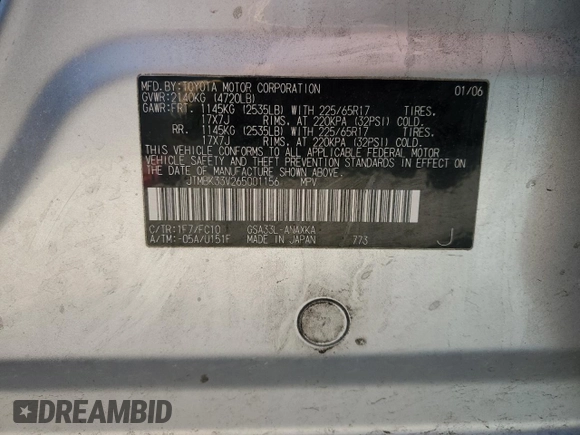 MFD.BY:TOYOTA MOTOR CORPORATION 01/06
GVWR:2140KG (4720LB)
GAWR:FRT. 1145KG (2535LB) WITH 225/65R17 TIRES.
17X7J RIMS. AT 220KPA (32PSI) COLD.
RR. 1145KG (2535LB) WITH 225/65R17 TIRES.
17X7J RIMS. AT 220KPA (32PSI) COLD.
THIS VEHICLE CONFORMS TO ALL APPLICABLE FEDERAL MOTOR
VEHICLE SAFETY AND THEFT PREVENTION STANDARDS IN EFFECT ON
THE DATE OF MANUFACTURE SHOWN ABOVE.
JTMBK33V265001156 MPV
C/TR:1F7/FC10 GSA33L-ANAXKA
A/TM:-05A/U151F MADE IN JAPAN 773 J
DREAMBID